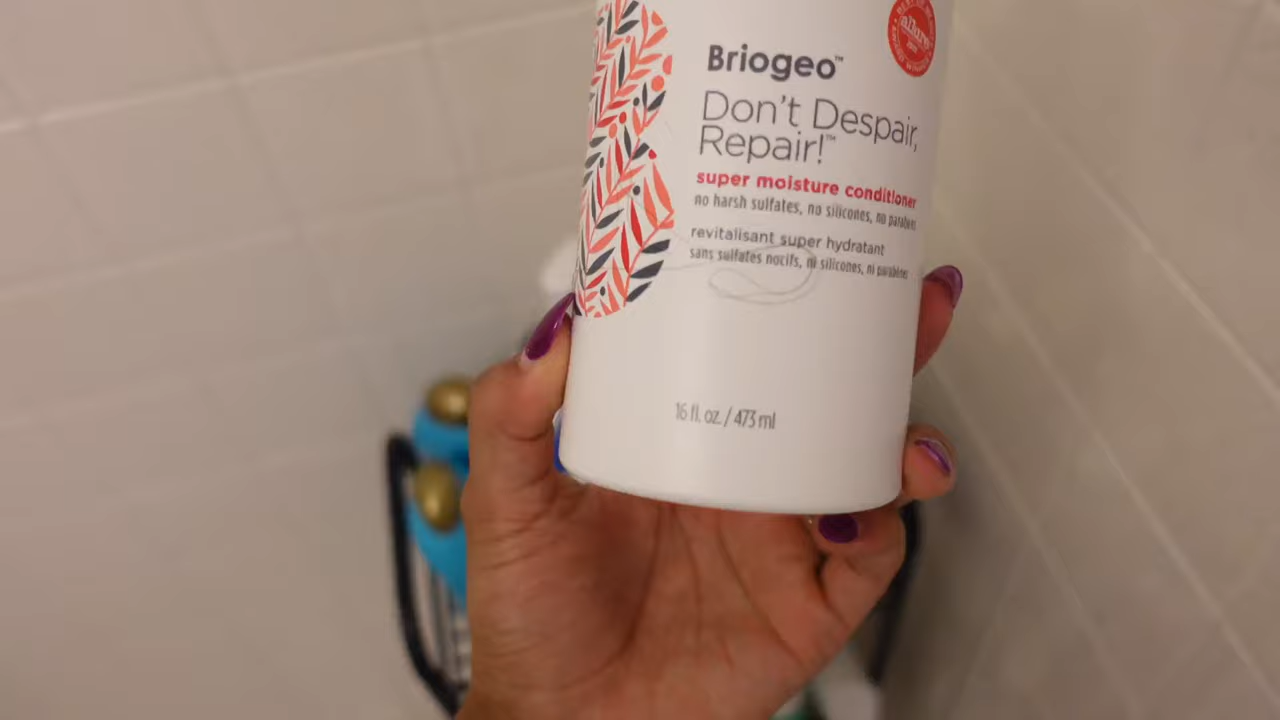 Briogeo™
allure
Don't Despair,
Repair!™
super moisture conditioner
no harsh sulfates, no silicones, no parabens
revitalisant super hydratant
sans sulfates nocifs, ni silicones, ni parabènes
16 fl. oz. / 473 ml